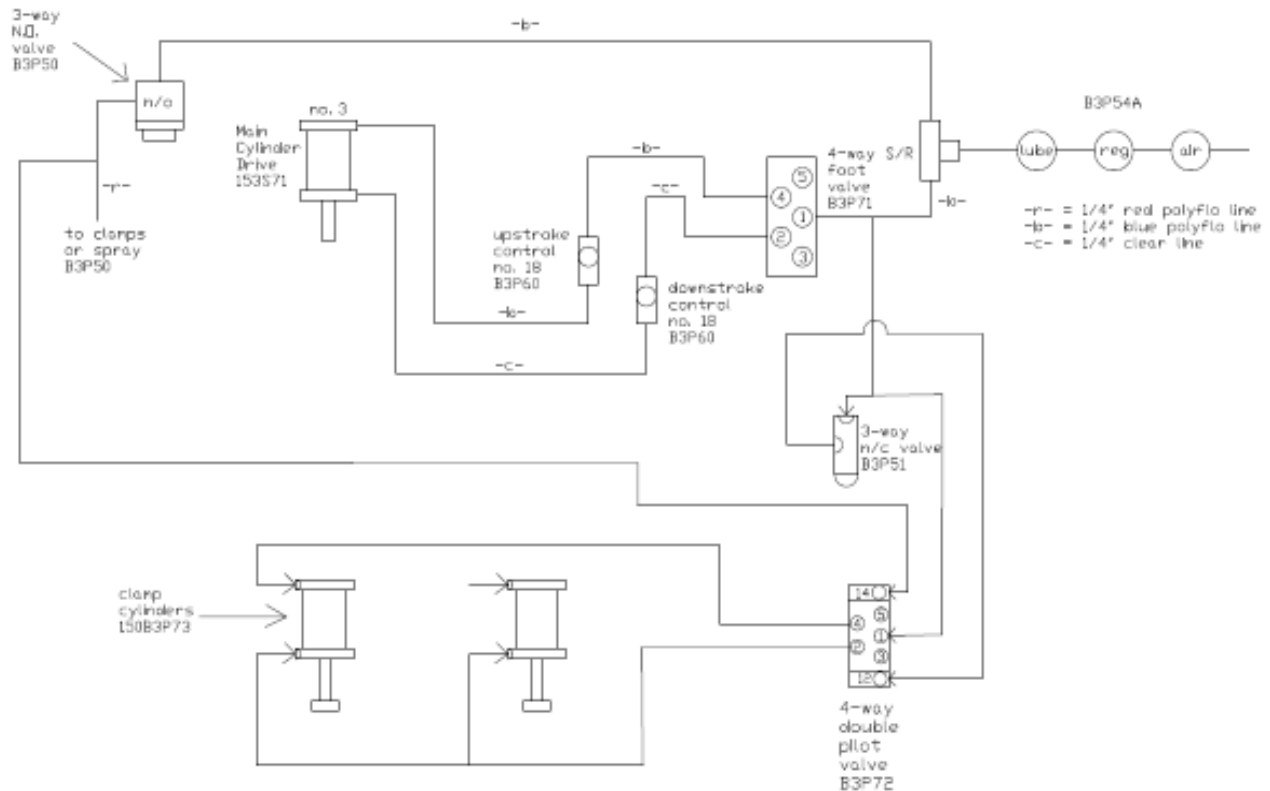 3-way
N.O.
valve
B3P50
n/o
-b-
-r-
to clamps
or spray
B3P50
no. 3
Main
Cylinder
Drive
153S71
-b-
-c-
upstroke
control
no. 18
B3P60
-b-
-c-
downstroke
control
no. 18
B3P60
5
4
1
2
3
4-way
foot
valve
B3P71
S/R
-b-
B3P54A
lube
reg
air
-r- = 1/4" red polyflo line
-b- = 1/4" blue polyflo line
-c- = 1/4" clear line
3-way
n/c valve
B3P51
clamp
cylinders
150B3P73
14
5
4
1
2
3
12
4-way
double
pilot
valve
B3P72